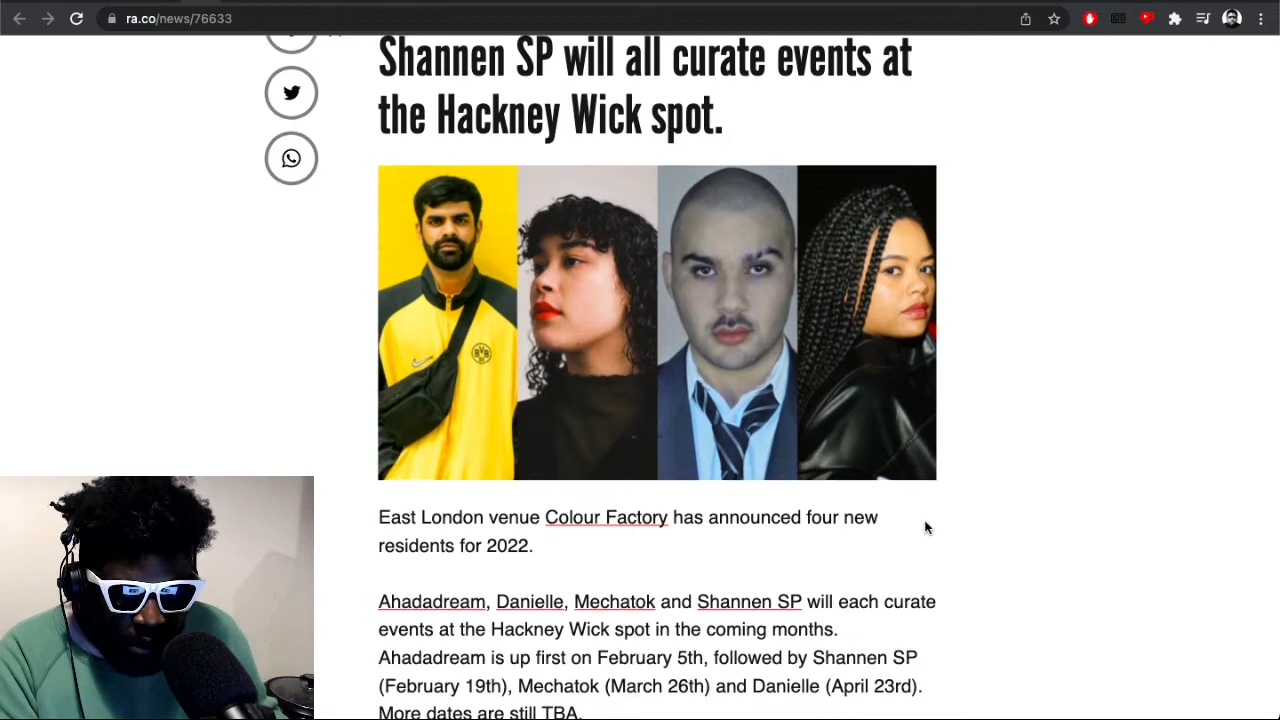 ra.co/news/76633
Shannen SP will all curate events at
the Hackney Wick spot.
BVB
09
East London venue Colour Factory has announced four new
residents for 2022.
Ahadadream, Danielle, Mechatok and Shannen SP will each curate
events at the Hackney Wick spot in the coming months.
Ahadadream is up first on February 5th, followed by Shannen SP
(February 19th), Mechatok (March 26th) and Danielle (April 23rd).
More dates are still TBA.